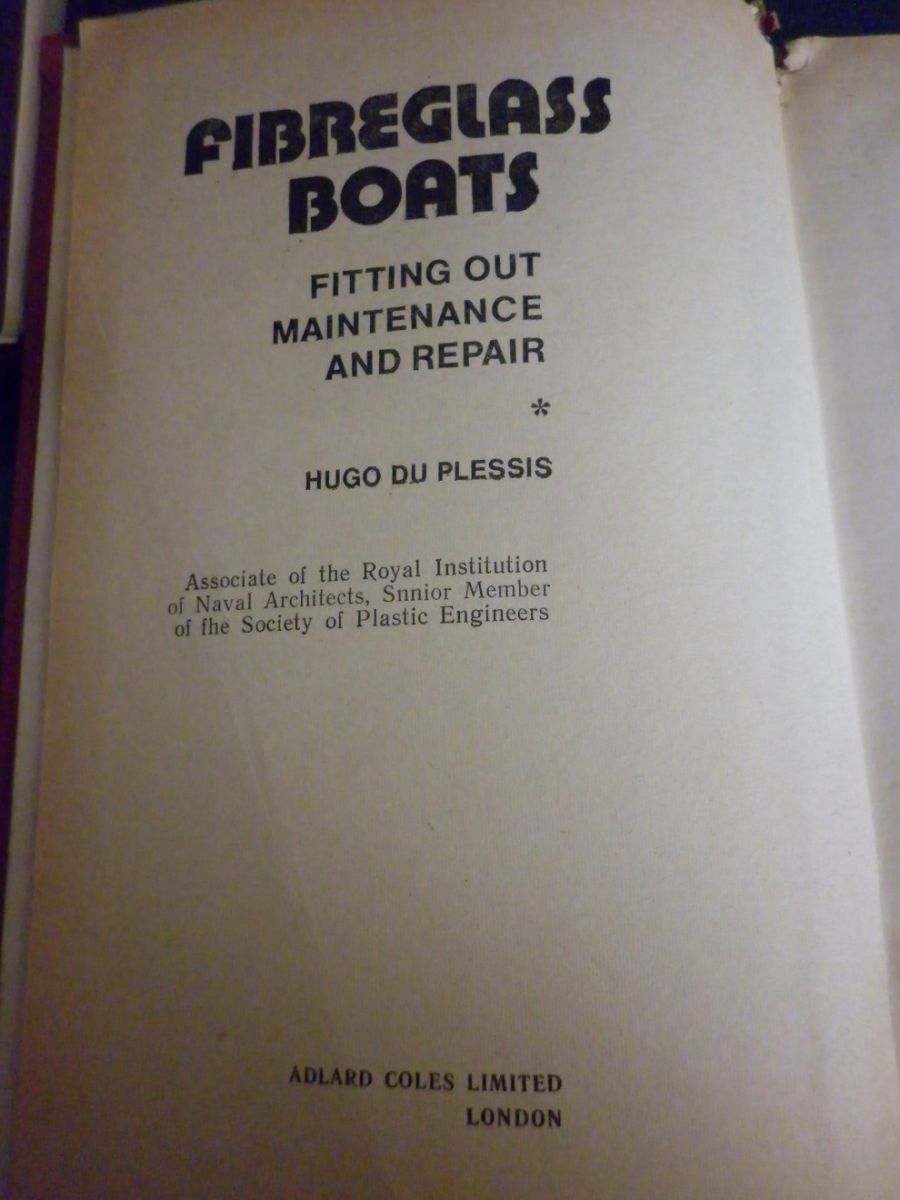 FIBREGLASS
BOATS
FITTING OUT
MAINTENANCE
AND REPAIR
*
HUGO DU PLESSIS
Associate of the Royal Institution
of Naval Architects, Snnior Member
of fhe Society of Plastic Engineers
ADLARD COLES LIMITED
LONDON